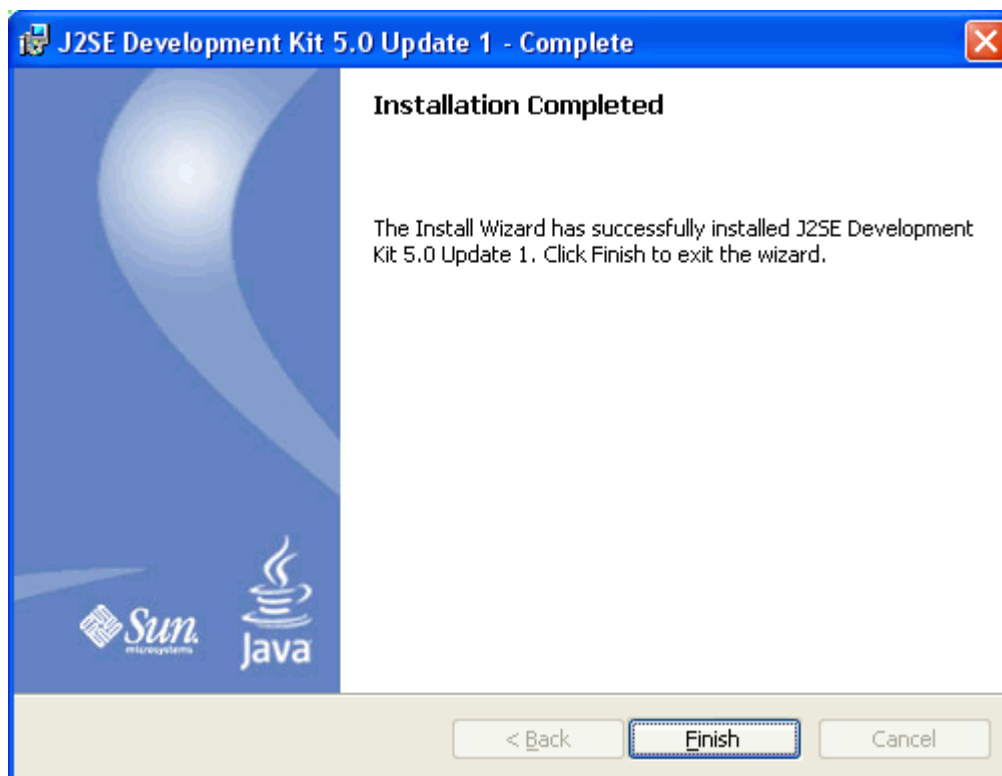 J2SE Development Kit 5.0 Update 1 - Complete
Installation Completed
The Install Wizard has successfully installed J2SE Development
Kit 5.0 Update 1. Click Finish to exit the wizard.
Sun
microsystems
Java
< Back
Finish
Cancel